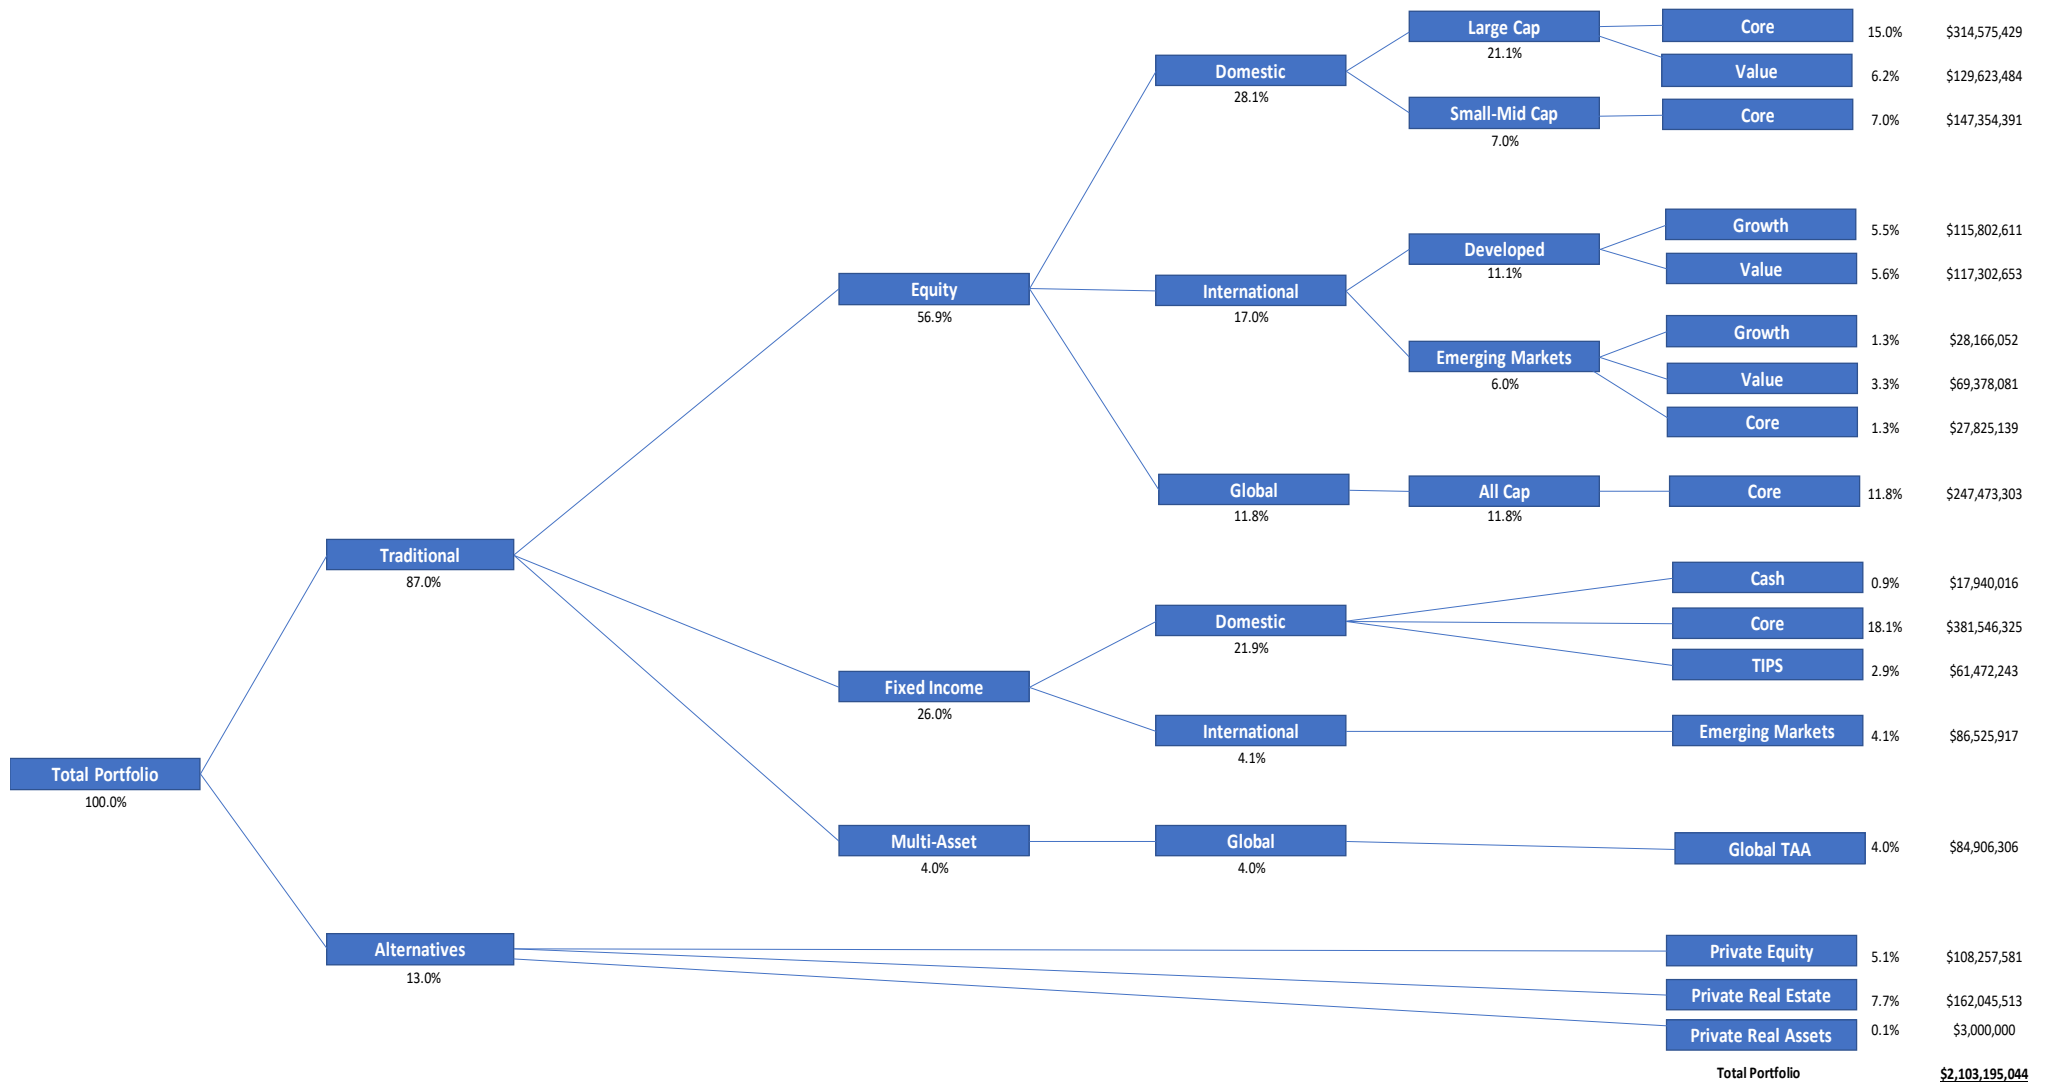 Large Cap
21.1%
Core
15.0%
$314,575,429
Domestic
28.1%
Value
6.2%
$129,623,484
Small-Mid Cap
7.0%
Core
7.0%
$147,354,391
Growth
5.5%
$115,802,611
Developed
11.1%
Value
5.6%
$117,302,653
Equity
56.9%
International
17.0%
Growth
1.3%
$28,166,052
Emerging Markets
6.0%
Value
3.3%
$69,378,081
Core
1.3%
$27,825,139
Global
11.8%
All Cap
11.8%
Core
11.8%
$247,473,303
Traditional
87.0%
Cash
0.9%
$17,940,016
Domestic
21.9%
Core
18.1%
$381,546,325
TIPS
2.9%
$61,472,243
Fixed Income
26.0%
International
4.1%
Emerging Markets
4.1%
$86,525,917
Total Portfolio
100.0%
Multi-Asset
4.0%
Global
4.0%
Global TAA
4.0%
$84,906,306
Alternatives
13.0%
Private Equity
5.1%
$108,257,581
Private Real Estate
7.7%
$162,045,513
Private Real Assets
0.1%
$3,000,000
Total Portfolio
$2,103,195,044